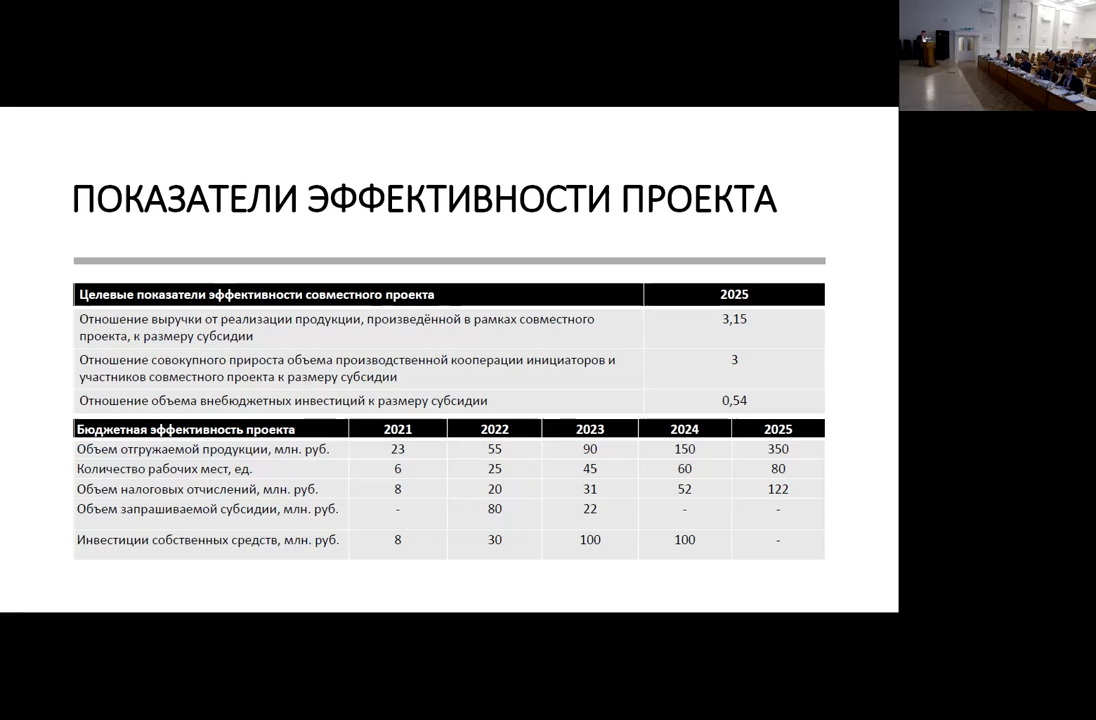 ПОКАЗАТЕЛИ ЭФФЕКТИВНОСТИ ПРОЕКТА
Целевые показатели эффективности совместного проекта 2025
Отношение выручки от реализации продукции, произведённой в рамках совместного
проекта, к размеру субсидии 3,15
Отношение совокупного прироста объема производственной кооперации инициаторов и
участников совместного проекта к размеру субсидии 3
Отношение объема внебюджетных инвестиций к размеру субсидии 0,54
Бюджетная эффективность проекта 2021 2022 2023 2024 2025
Объем отгружаемой продукции, млн. руб. 23 55 90 150 350
Количество рабочих мест, ед. 6 25 45 60 80
Объем налоговых отчислений, млн. руб. 8 20 31 52 122
Объем запрашиваемой субсидии, млн. руб. - 80 22 - -
Инвестиции собственных средств, млн. руб. 8 30 100 100 -